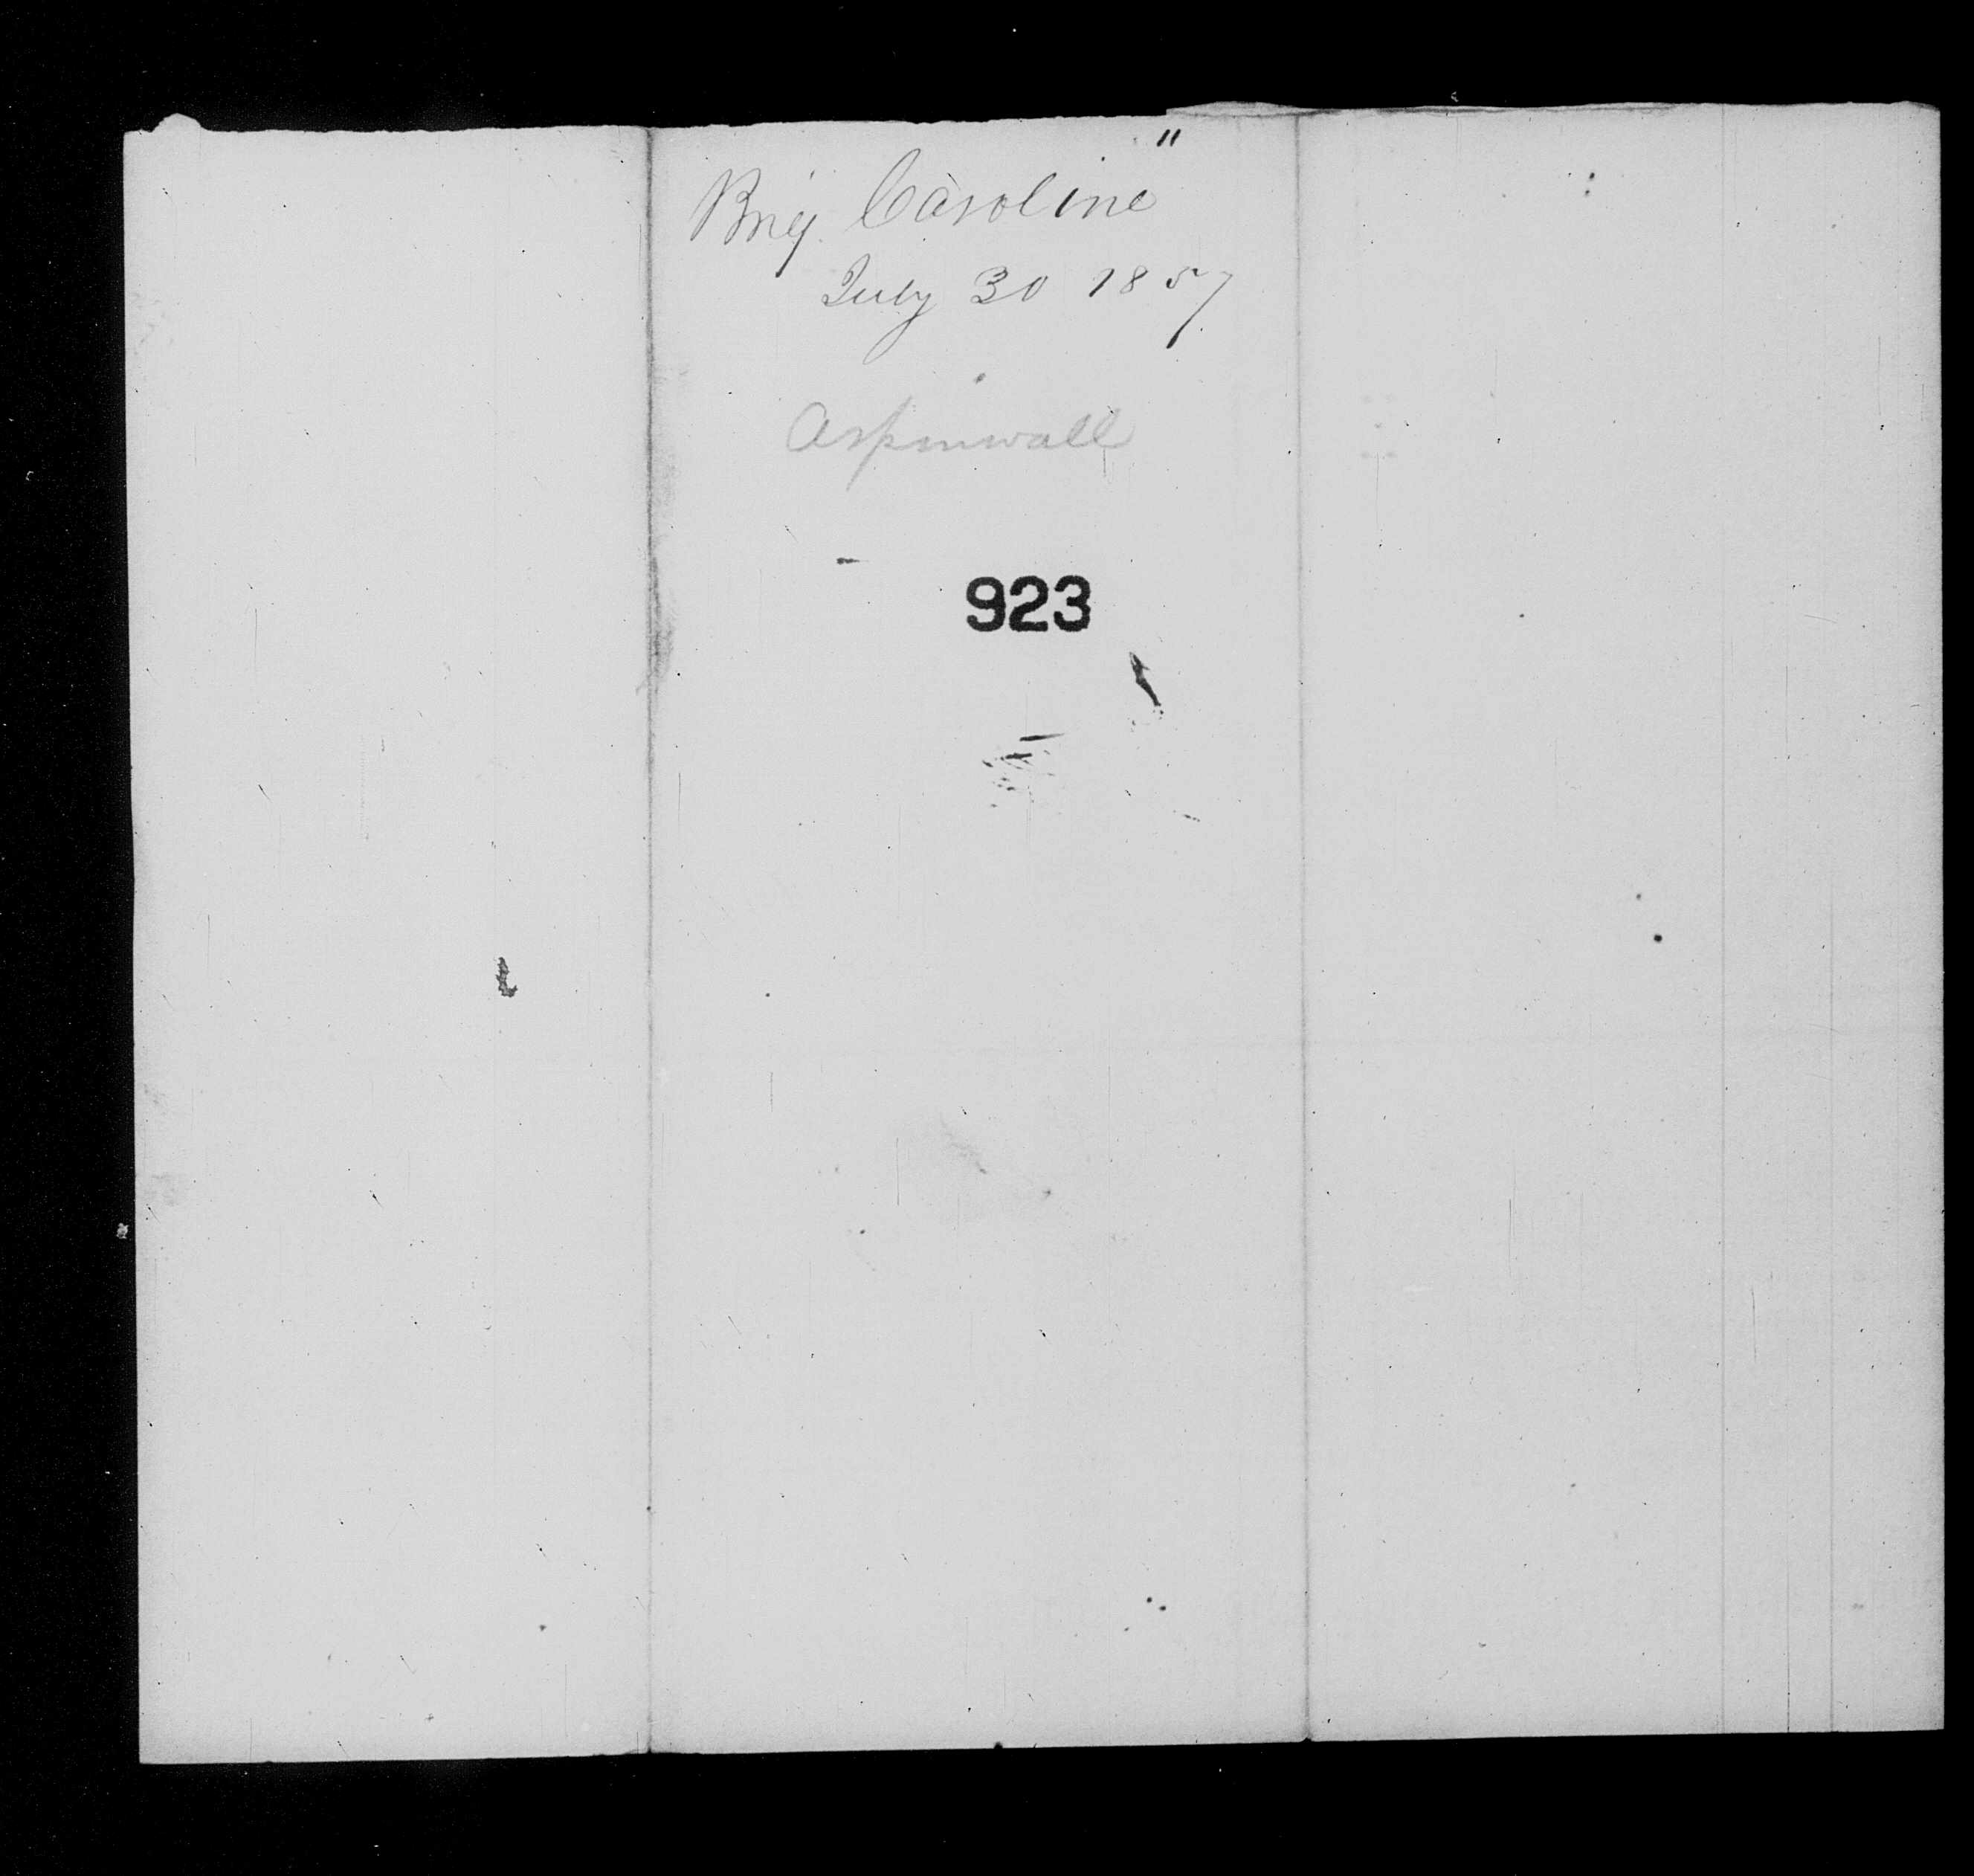 Brig "Caroline"
July 30 1857
Aspinwall
923